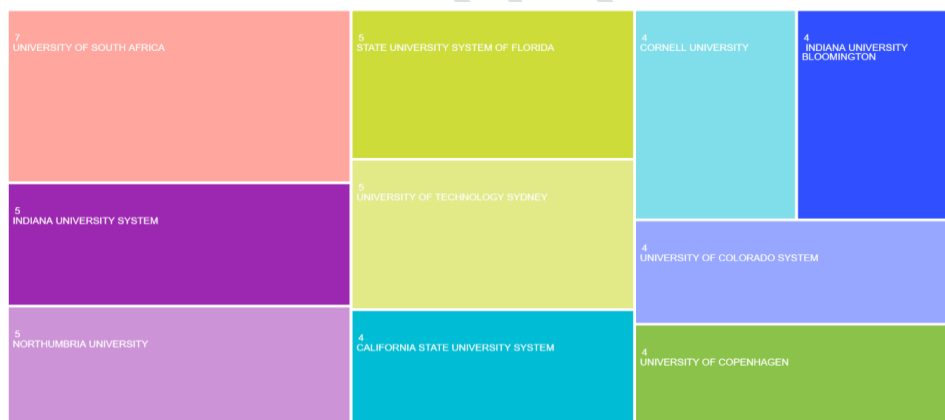 7
UNIVERSITY OF SOUTH AFRICA
5
INDIANA UNIVERSITY SYSTEM
5
NORTHUMBRIA UNIVERSITY
5
STATE UNIVERSITY SYSTEM OF FLORIDA
5
UNIVERSITY OF TECHNOLOGY SYDNEY
4
CALIFORNIA STATE UNIVERSITY SYSTEM
4
CORNELL UNIVERSITY
4
INDIANA UNIVERSITY
BLOOMINGTON
4
UNIVERSITY OF COLORADO SYSTEM
4
UNIVERSITY OF COPENHAGEN